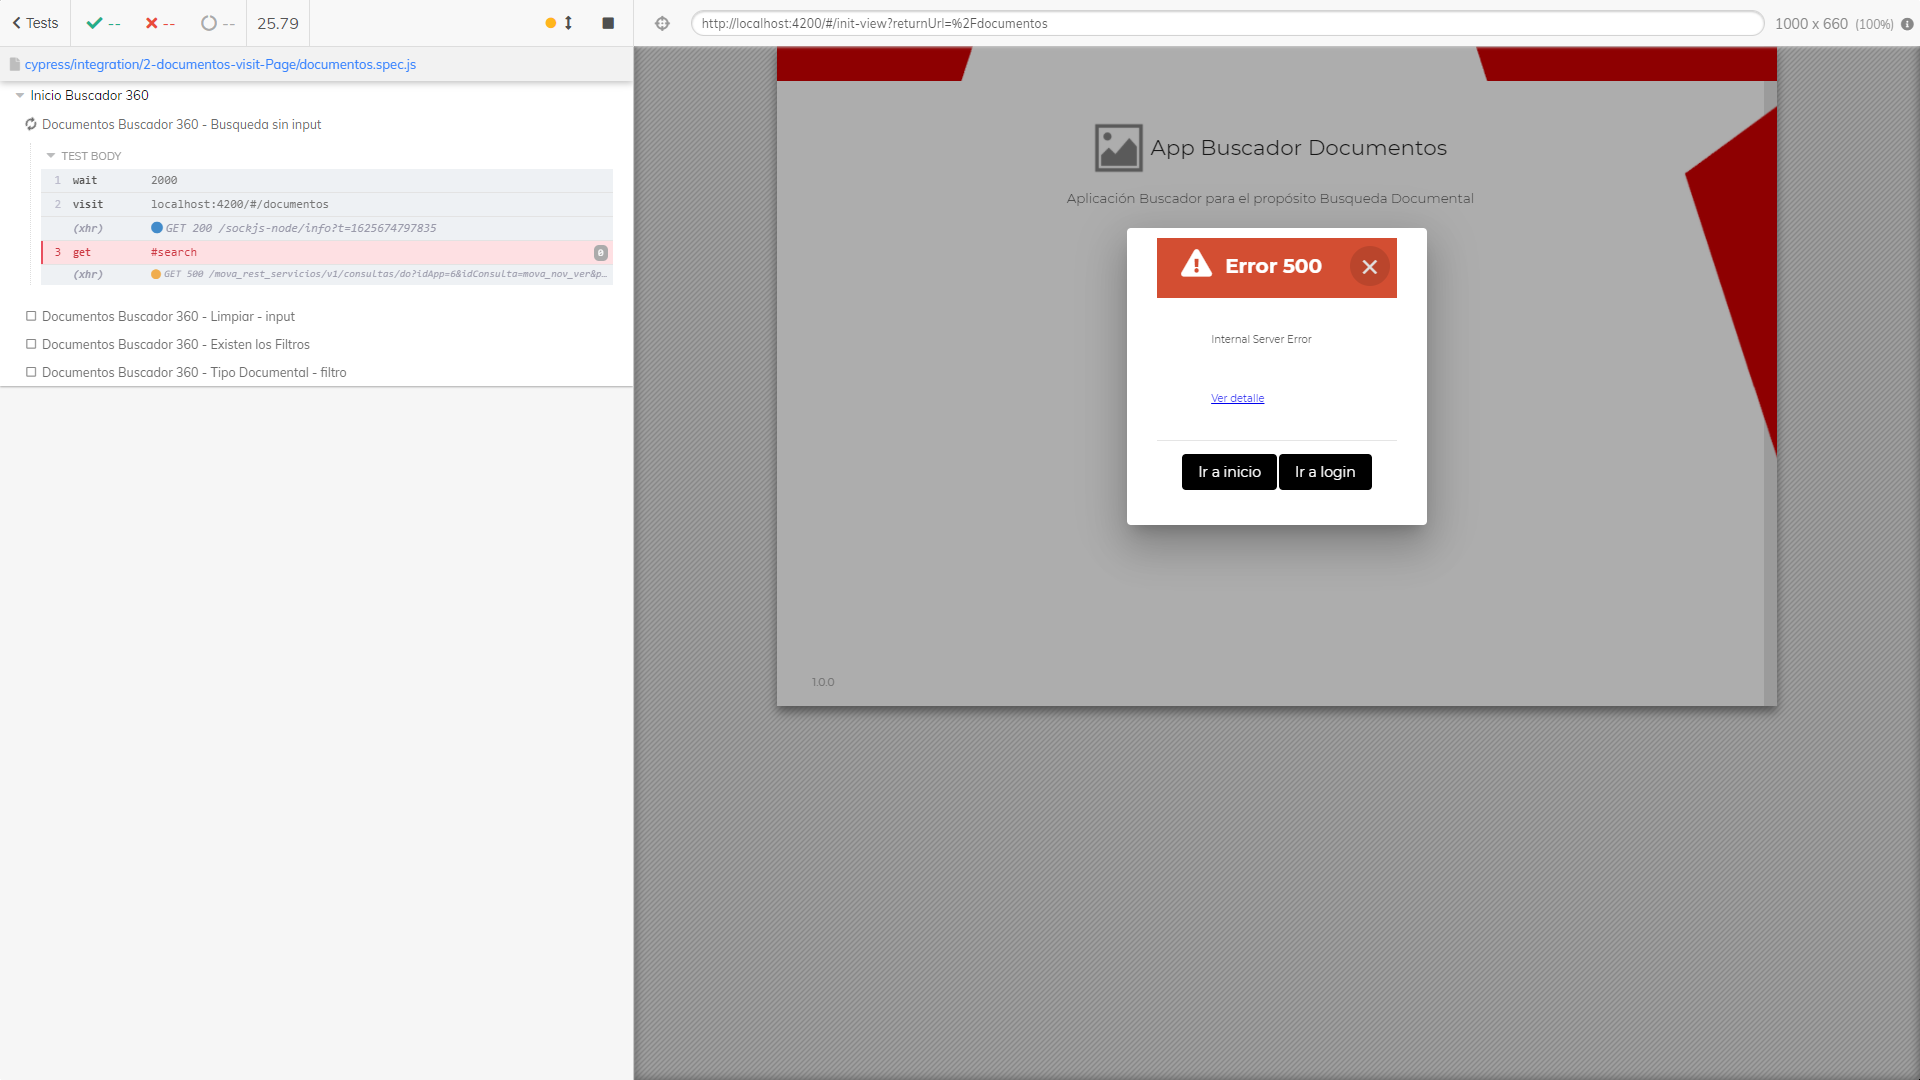 Tests -- -- -- 25.79
http://localhost:4200/#/init-view?returnUrl=%2Fdocumentos 1000 x 660 (100%)
cypress/integration/2-documentos-visit-Page/documentos.spec.js
Inicio Buscador 360
Documentos Buscador 360 - Busqueda sin input
TEST BODY
1 wait 2000
2 visit localhost:4200/#/documentos
(xhr) GET 200 /sockjs-node/info?t=1625674797835
3 get #search 0
(xhr) GET 500 /mova_rest_servicios/v1/consultas/do?idApp=6&idConsulta=mova_nov_ver&p…
Documentos Buscador 360 - Limpiar - input
Documentos Buscador 360 - Existen los Filtros
Documentos Buscador 360 - Tipo Documental - filtro
App Buscador Documentos
Aplicación Buscador para el propósito Busqueda Documental
Error 500
Internal Server Error
Ver detalle
Ir a inicio Ir a login
1.0.0